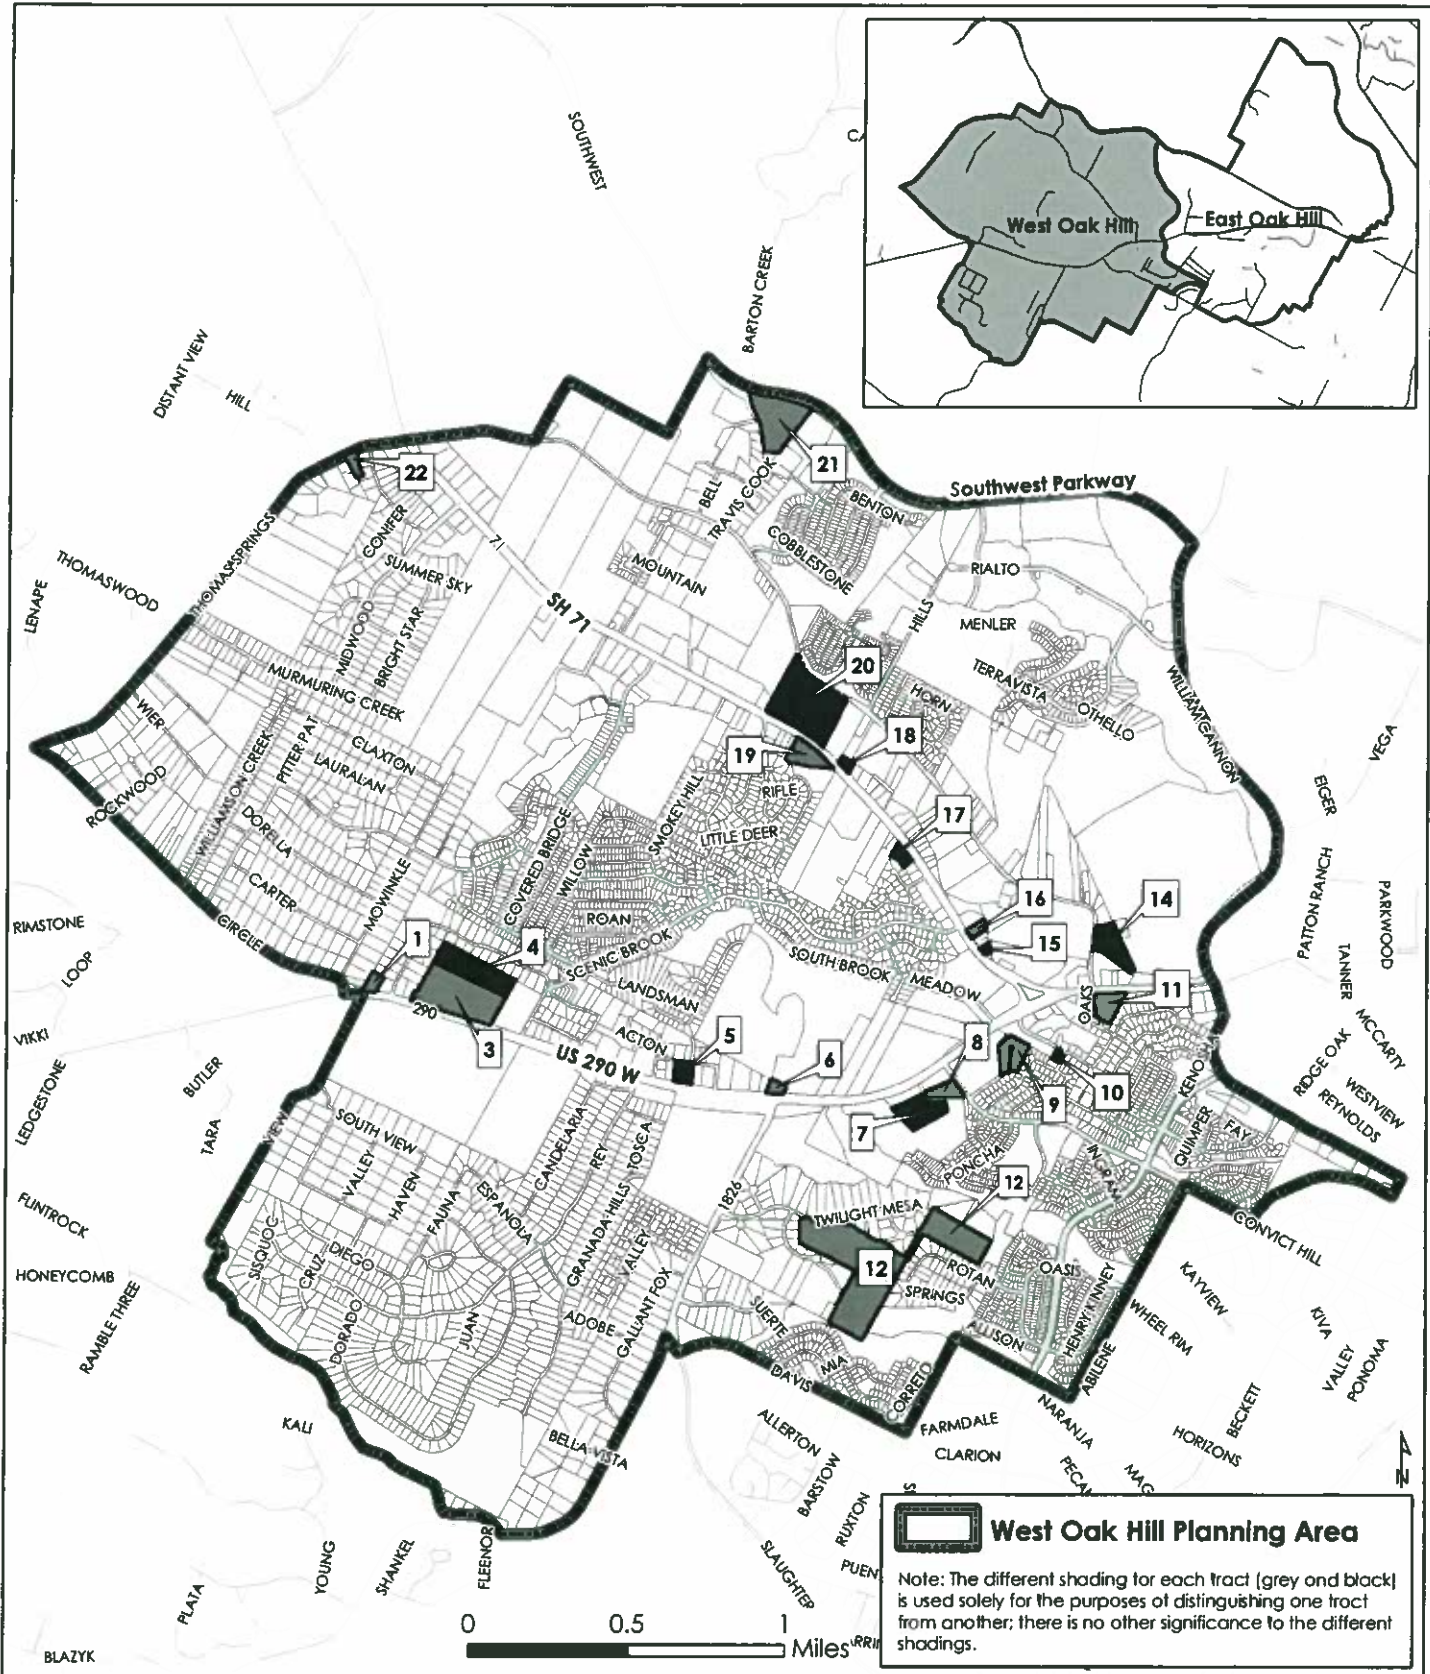 SOUTHWEST
BARTON CREEK
West Oak Hill
East Oak Hill
DISTANT VIEW
HILL
22
21
Southwest Parkway
CONIFER
BELL
TRAVIS COOK
BENTON
COBBLESTONE
71
SUMMER SKY
THOMAS SPRINGS
THOMASWOOD
LENAPE
MOUNTAIN
RIALTO
SH 71
HILLS
MENLER
MIDWOOD
BRIGHT STAR
MURMURING CREEK
20
TERRAVISTA
HORN
OTHELLO
WILLIAM CANNON
WIER
PITTER PAT
CLAXTON
LAURALAN
18
19
VEGA
ROCKWOOD
WILLIAMSON CREEK
RIFLE
EIGER
SMOKEY HILL
LITTLE DEER
17
DORELLA
COVERED BRIDGE
WILLOW
CARTER
MOWINKLE
PATTON RANCH
PARKWOOD
16
14
RIMSTONE
CIRCLE
1
4
ROAN
SCENIC BROOK
15
SOUTH BROOK
MEADOW
TANNER
LOOP
LANDSMAN
OAKS
11
290
VIKKI
3
ACTON
5
US 290 W
6
8
MCCARTY
RIDGE OAK
WESTVIEW
REYNOLDS
LEDGESTONE
BUTLER
10
9
7
KENOSHA
QUIMPER
FAY
TARA
VIEW
SOUTH VIEW
CANDELARIA
REY
TOSCA
PONCHA
INGRAM
VALLEY
HAVEN
FAUNA
ESPANOLA
12
1826
TWILIGHT MESA
FLINTROCK
CONVICT HILL
SISQUOC
CRUZ
DIEGO
GRANADA HILLS
VALLEY
12
ROTAN
OASIS
KAYVIEW
HONEYCOMB
SPRINGS
RAMBLE THREE
DORADO
JUAN
ADOBE
GALLANT FOX
SUERTE
ALLISON
HENRY KINNEY
WHEEL RIM
KIVA
MIA
DAVIS
CORREID
ABILENE
VALLEY
PONOMA
KALI
ALLERTON
FARMDALE
NARANJA
BECKETT
CLARION
HORIZONS
BELLA VISTA
BARSTOW
RUXTON
N
West Oak Hill Planning Area
FLEENOR
SHANKEL
YOUNG
PLATA
SLAUGHTER
Note: The different shading for each tract (grey and black)
is used solely for the purposes of distinguishing one tract
from another; there is no other significance to the different
shadings.
0 0.5 1
Miles
BLAZYK